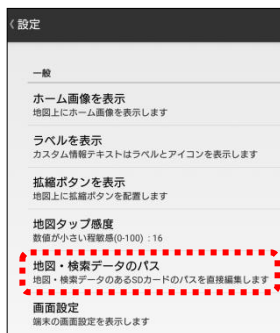 〈 設定
一般
ホーム画像を表示
地図上にホーム画像を表示します
ラベルを表示
カスタム情報テキストはラベルとアイコンを表示します
拡縮ボタンを表示
地図上に拡縮ボタンを配置します
地図タップ感度
数値が小さい程敏感(0-100) : 16
地図・検索データのパス
地図・検索データのあるSDカードのパスを直接編集します
画面設定
端末の画面設定を表示します